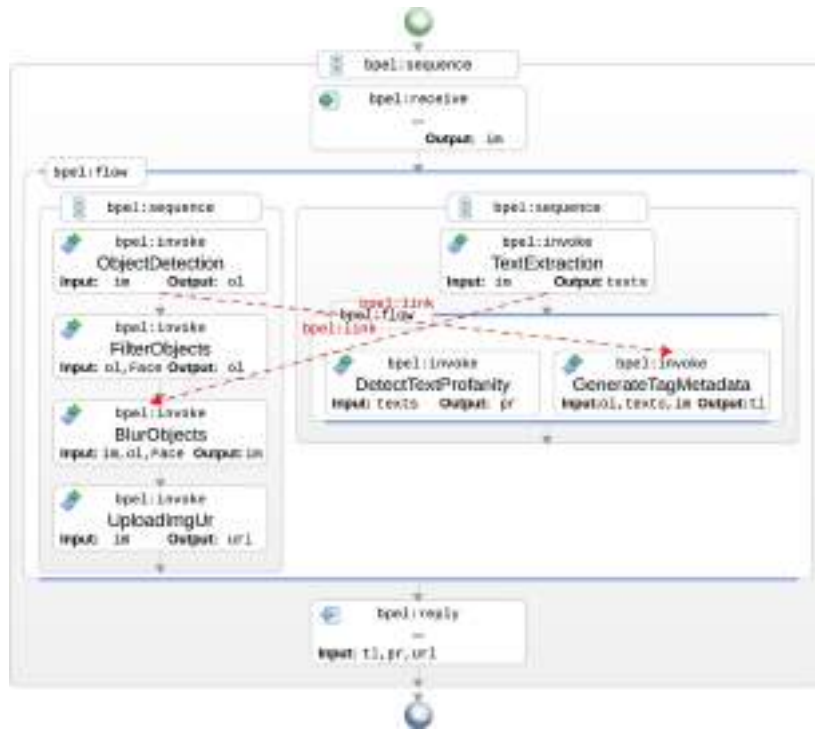 bpel:sequence
bpel:receive
Output: im
bpel:flow
bpel:sequence
bpel:invoke
ObjectDetection
Input: im Output: ol
bpel:invoke
FilterObjects
Input: ol,Face Output: ol
bpel:invoke
BlurObjects
Input: im,ol,Face Output: im
bpel:invoke
UploadImgUr
Input: im Output: url
bpel:sequence
bpel:invoke
TextExtraction
Input: im Output: texts
bpel:link
bpel:flow
bpel:link
bpel:invoke
DetectTextProfanity
Input: texts Output: pr
bpel:invoke
GenerateTagMetadata
Input:ol,texts,im Output:tl
bpel:reply
Input: tl,pr,url